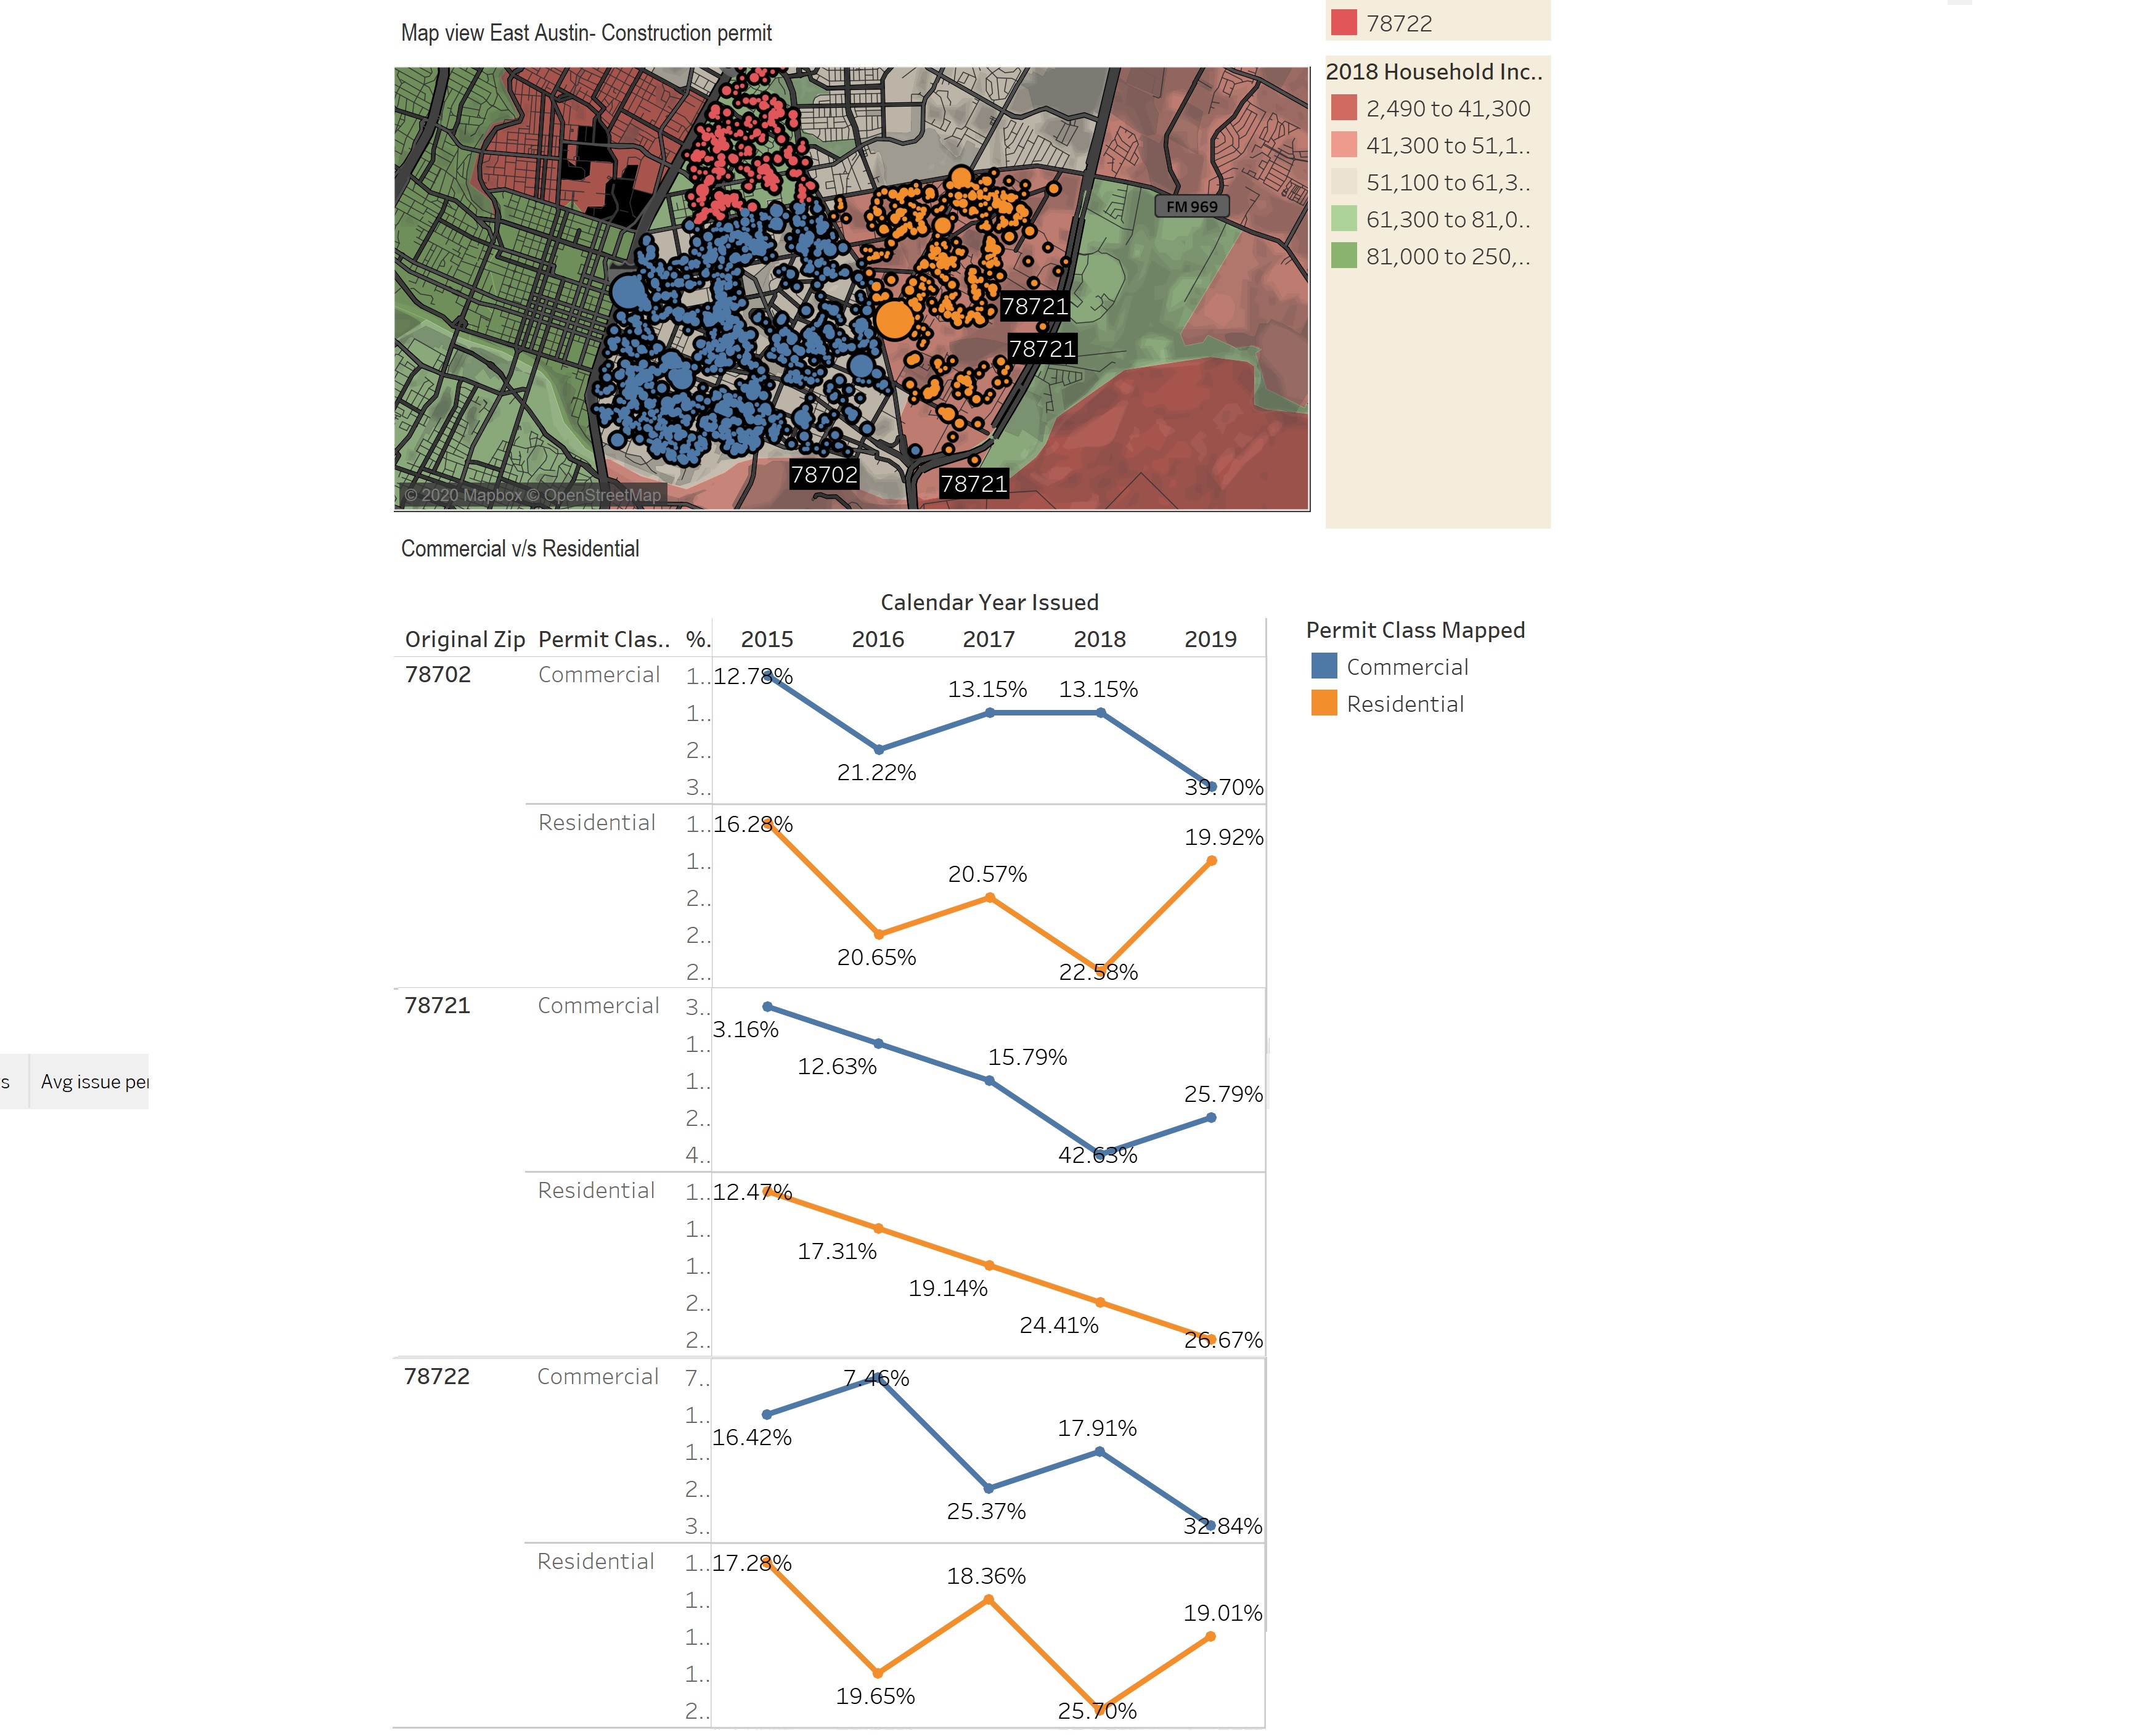 Map view East Austin- Construction permit
78722
2018 Household Inc..
2,490 to 41,300
41,300 to 51,1..
51,100 to 61,3..
61,300 to 81,0..
81,000 to 250,..
FM 969
78721
78721
78702
78721
© 2020 Mapbox © OpenStreetMap
Commercial v/s Residential
Calendar Year Issued
Original Zip Permit Clas.. %. 2015 2016 2017 2018 2019
Permit Class Mapped
Commercial
Residential
78702 Commercial 1.. 12.78%
13.15% 13.15%
1..
2..
21.22%
3.. 39.70%
Residential 1.. 16.28%
19.92%
1..
20.57%
2..
2..
20.65%
2.. 22.58%
78721 Commercial 3..
3.16%
1..
15.79%
12.63%
1..
25.79%
2..
4.. 42.63%
s Avg issue per
Residential 1.. 12.47%
1..
17.31%
1..
19.14%
2..
24.41%
2.. 26.67%
78722 Commercial 7.. 7.46%
1..
17.91%
16.42%
1..
2..
25.37%
3.. 32.84%
Residential 1.. 17.28%
18.36%
1..
19.01%
1..
1..
19.65%
2.. 25.70%